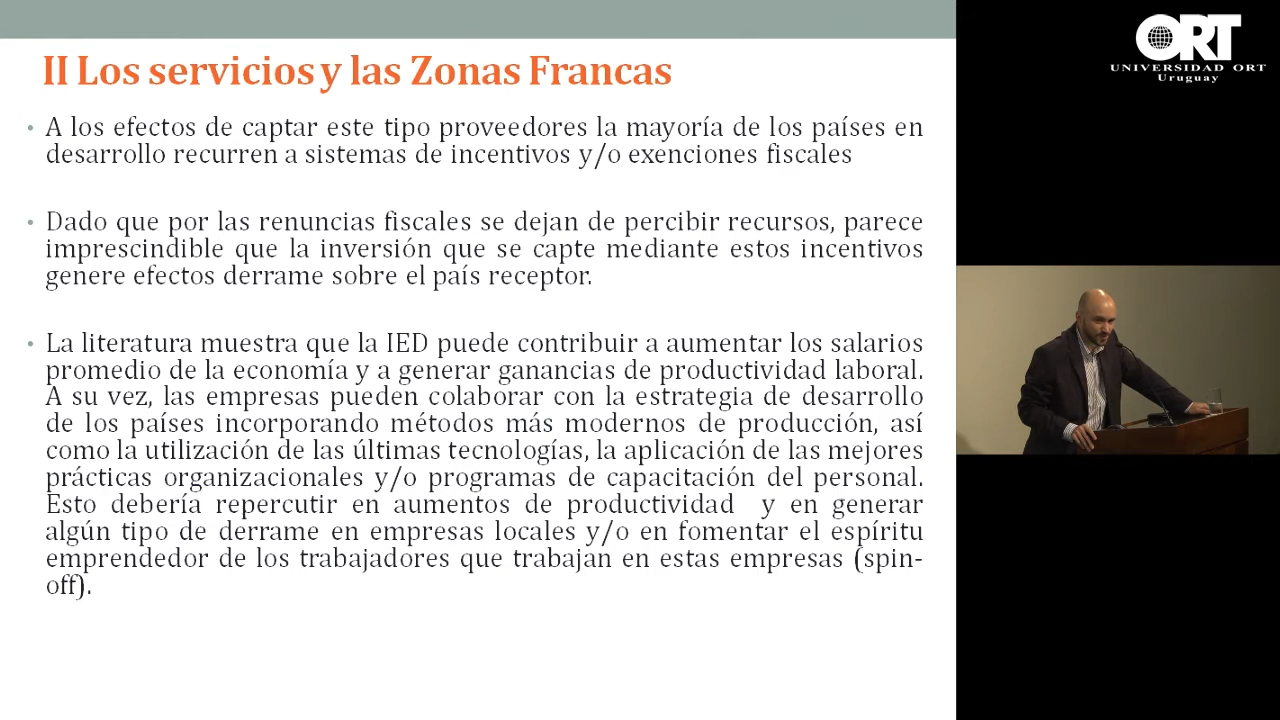 II Los servicios y las Zonas Francas
• A los efectos de captar este tipo proveedores la mayoría de los países en
desarrollo recurren a sistemas de incentivos y/o exenciones fiscales
• Dado que por las renuncias fiscales se dejan de percibir recursos, parece
imprescindible que la inversión que se capte mediante estos incentivos
genere efectos derrame sobre el país receptor.
• La literatura muestra que la IED puede contribuir a aumentar los salarios
promedio de la economía y a generar ganancias de productividad laboral.
A su vez, las empresas pueden colaborar con la estrategia de desarrollo
de los países incorporando métodos más modernos de producción, así
como la utilización de las últimas tecnologías, la aplicación de las mejores
prácticas organizacionales y/o programas de capacitación del personal.
Esto debería repercutir en aumentos de productividad y en generar
algún tipo de derrame en empresas locales y/o en fomentar el espíritu
emprendedor de los trabajadores que trabajan en estas empresas (spin-
off).
ORT
UNIVERSIDAD ORT
Uruguay